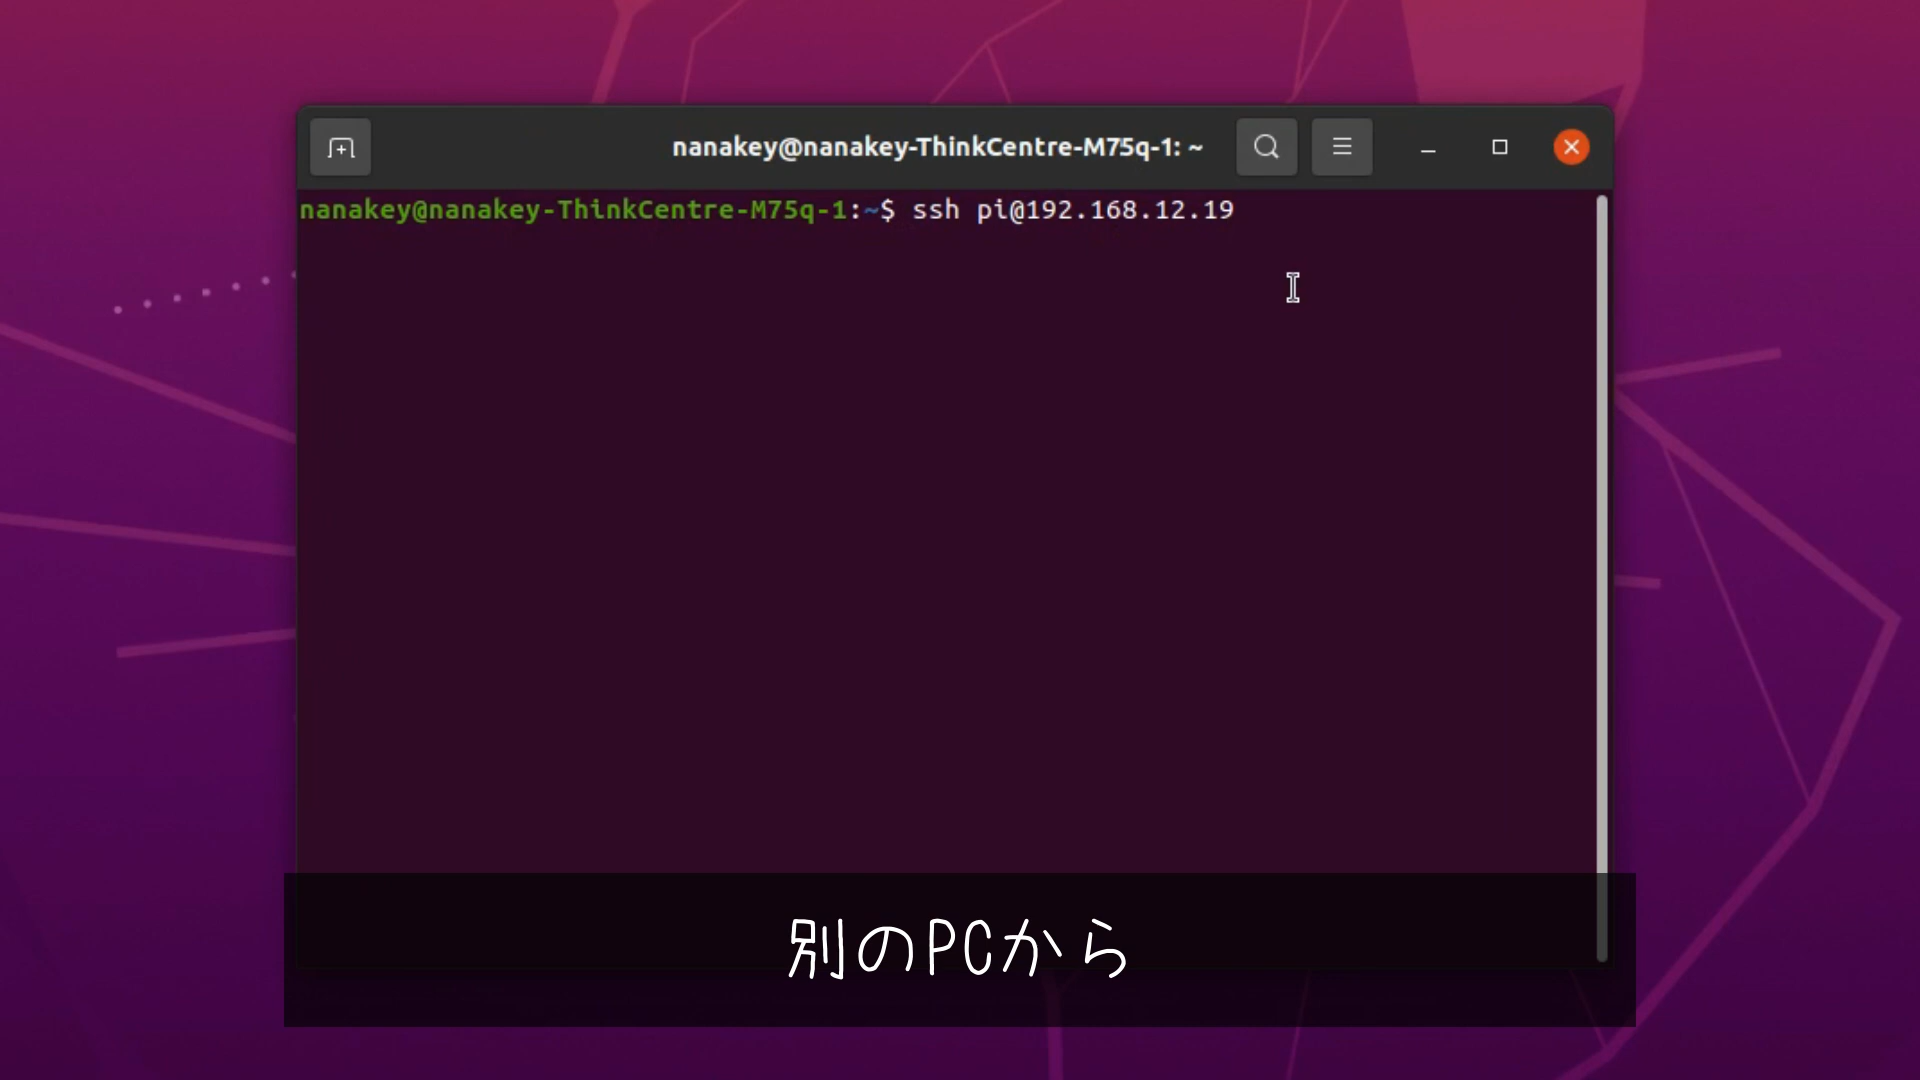 nanakey@nanakey-ThinkCentre-M75q-1: ~
nanakey@nanakey-ThinkCentre-M75q-1:~$ ssh pi@192.168.12.19
別のPCから